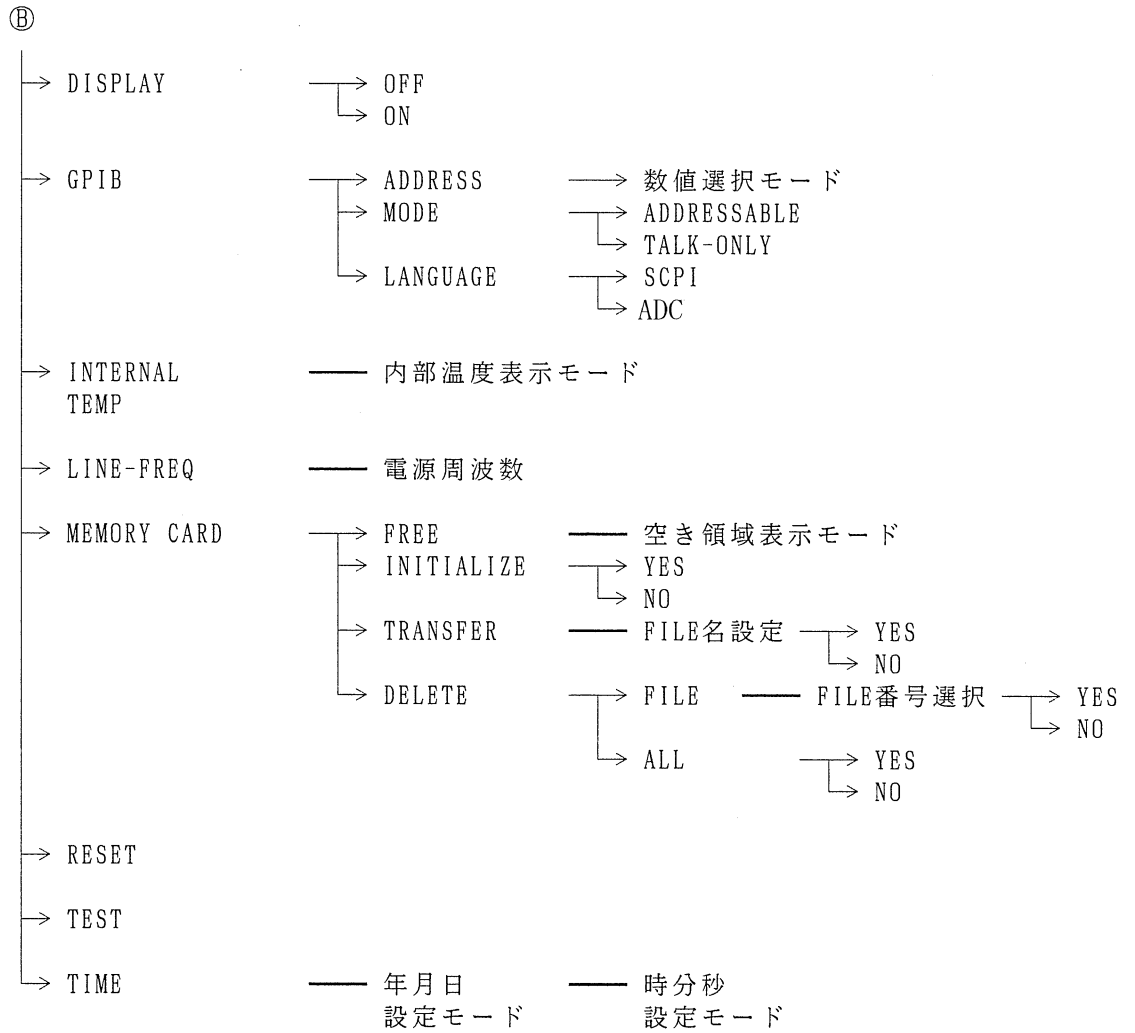 Ⓑ
DISPLAY OFF
ON
GPIB ADDRESS 数値選択モード
MODE ADDRESSABLE
TALK-ONLY
LANGUAGE SCPI
ADC
INTERNAL 内部温度表示モード
TEMP
LINE-FREQ 電源周波数
MEMORY CARD FREE 空き領域表示モード
INITIALIZE YES
NO
TRANSFER FILE名設定 YES
NO
DELETE FILE FILE番号選択 YES
NO
ALL YES
NO
RESET
TEST
TIME 年月日 時分秒
設定モード 設定モード